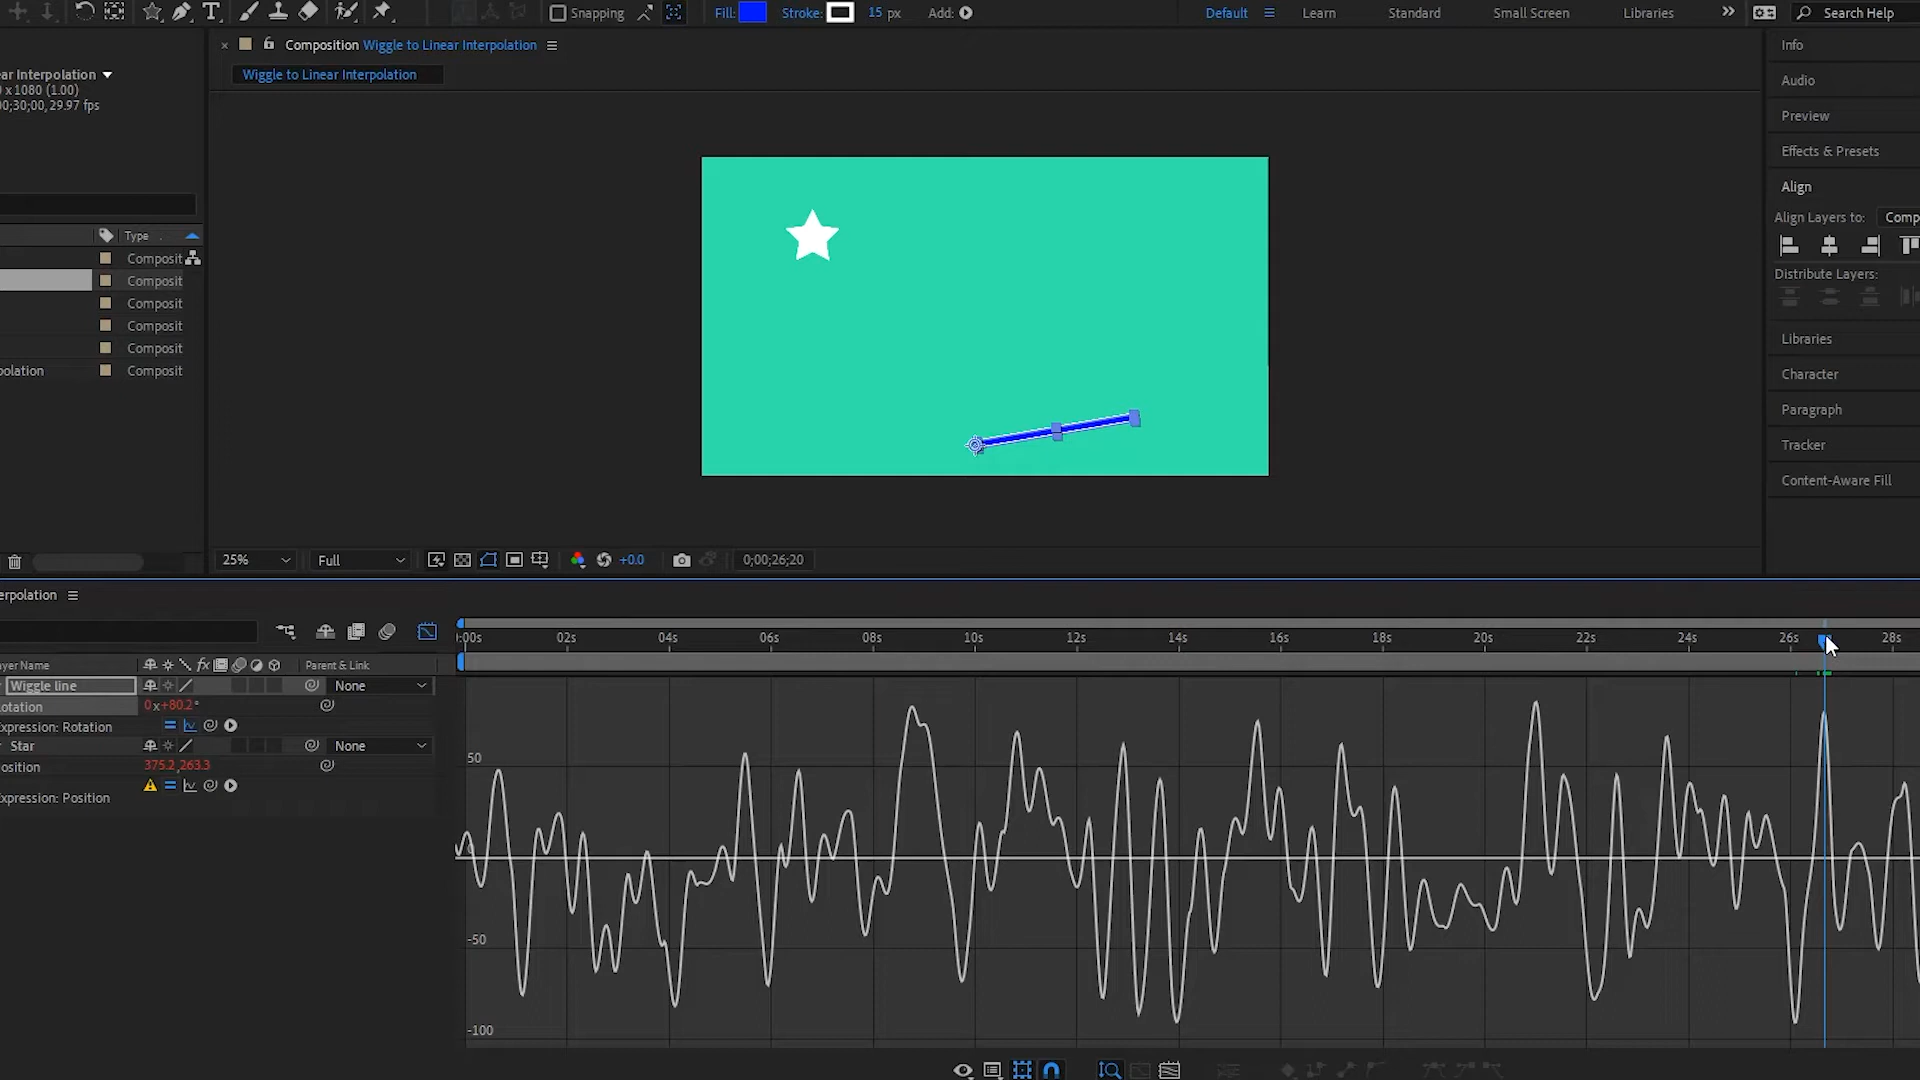 Snapping Fill: Stroke: 15 px Add: Default Learn Standard Small Screen Libraries Search Help
Composition Wiggle to Linear Interpolation
Wiggle to Linear Interpolation
ar Interpolation
0 x 1080 (1.00)
00;30;00, 29.97 fps
Type
Composit
Composit
Composit
Composit
Composit
polation Composit
Info
Audio
Preview
Effects & Presets
Align
Align Layers to: Comp
Distribute Layers:
Libraries
Character
Paragraph
Tracker
Content-Aware Fill
25% Full +0.0 0;00;26;20
erpolation
:00s 02s 04s 06s 08s 10s 12s 14s 16s 18s 20s 22s 24s 26s 28s
ayer Name fx Parent & Link
Wiggle line None
otation 0x+80.2°
xpression: Rotation
Star None
osition 375.2,263.3
xpression: Position
50
0
-50
-100